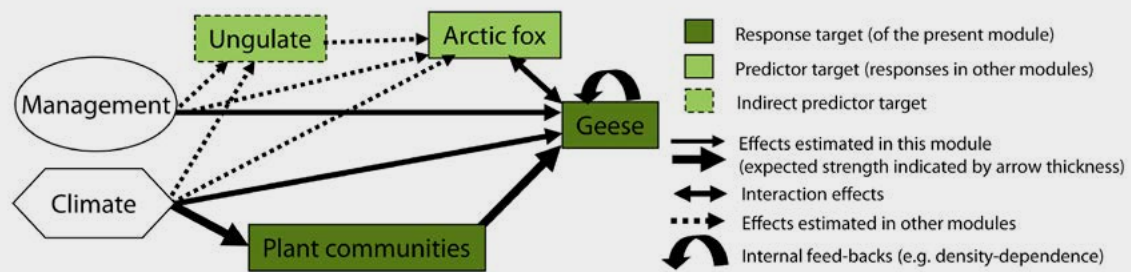 Ungulate
Arctic fox
Management
Geese
Climate
Plant communities
Response target (of the present module)
Predictor target (responses in other modules)
Indirect predictor target
Effects estimated in this module
(expected strength indicated by arrow thickness)
Interaction effects
Effects estimated in other modules
Internal feed-backs (e.g. density-dependence)